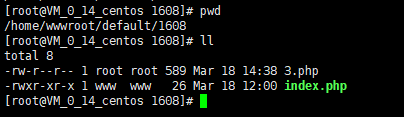 [root@VM_0_14_centos 1608]# pwd
/home/wwwroot/default/1608
[root@VM_0_14_centos 1608]# ll
total 8
-rw-r--r-- 1 root root 589 Mar 18 14:38 3.php
-rwxr-xr-x 1 www  www   26 Mar 18 12:00 index.php
[root@VM_0_14_centos 1608]#